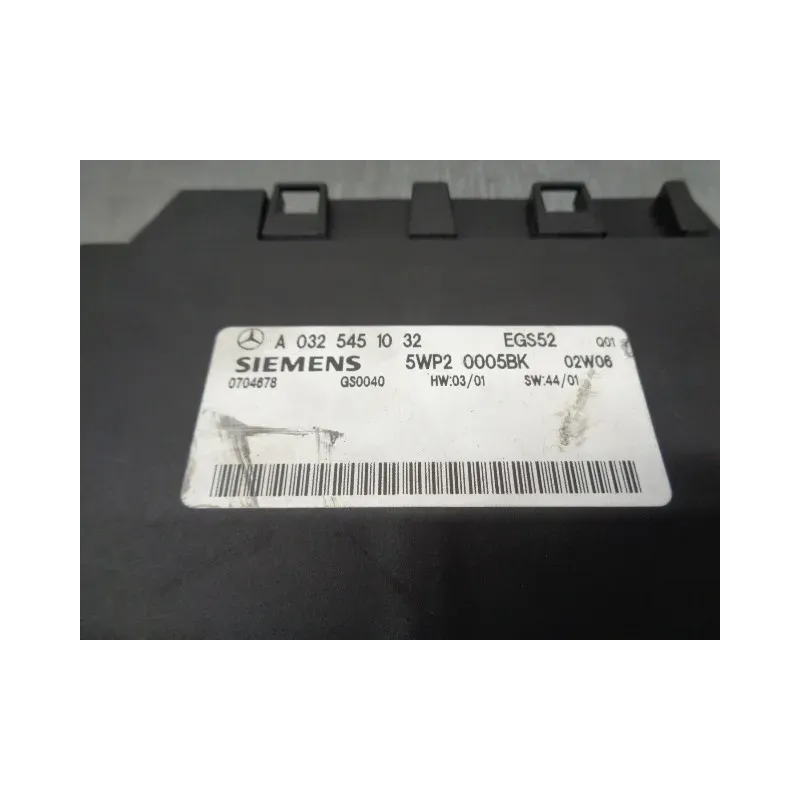 A 032 545 10 32 EGS52 Q01
SIEMENS 5WP2 0005BK 02W06
0704678 GS0040 HW:03/01 SW:44/01